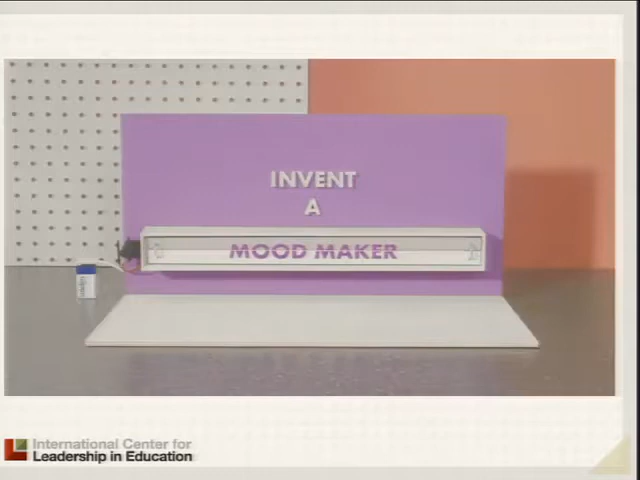 INVENT
A
MOOD MAKER
International Center for
Leadership in Education